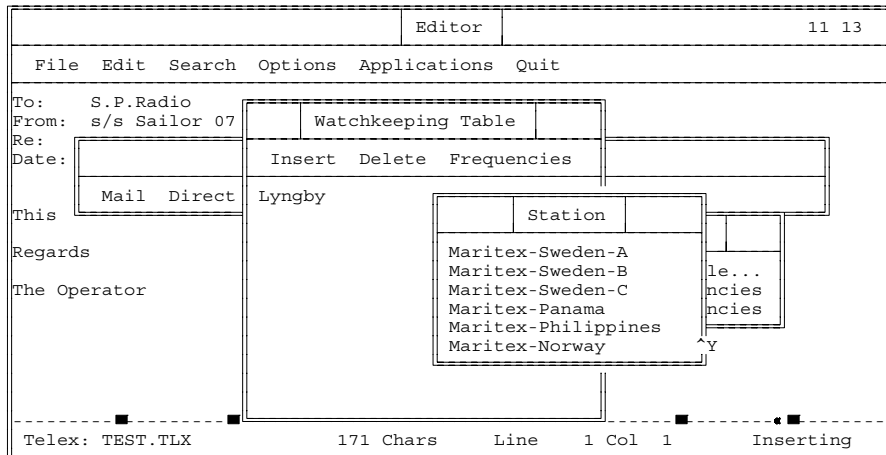 Editor 11 13
File Edit Search Options Applications Quit
To: S.P.Radio
From: s/s Sailor 07
Re:
Date:
Watchkeeping Table
Insert Delete Frequencies
Mail Direct
Lyngby
This
Station
Regards
Maritex-Sweden-A
Maritex-Sweden-B le...
Maritex-Sweden-C ncies
The Operator
Maritex-Panama ncies
Maritex-Philippines
Maritex-Norway ^Y
Telex: TEST.TLX 171 Chars Line 1 Col 1 Inserting